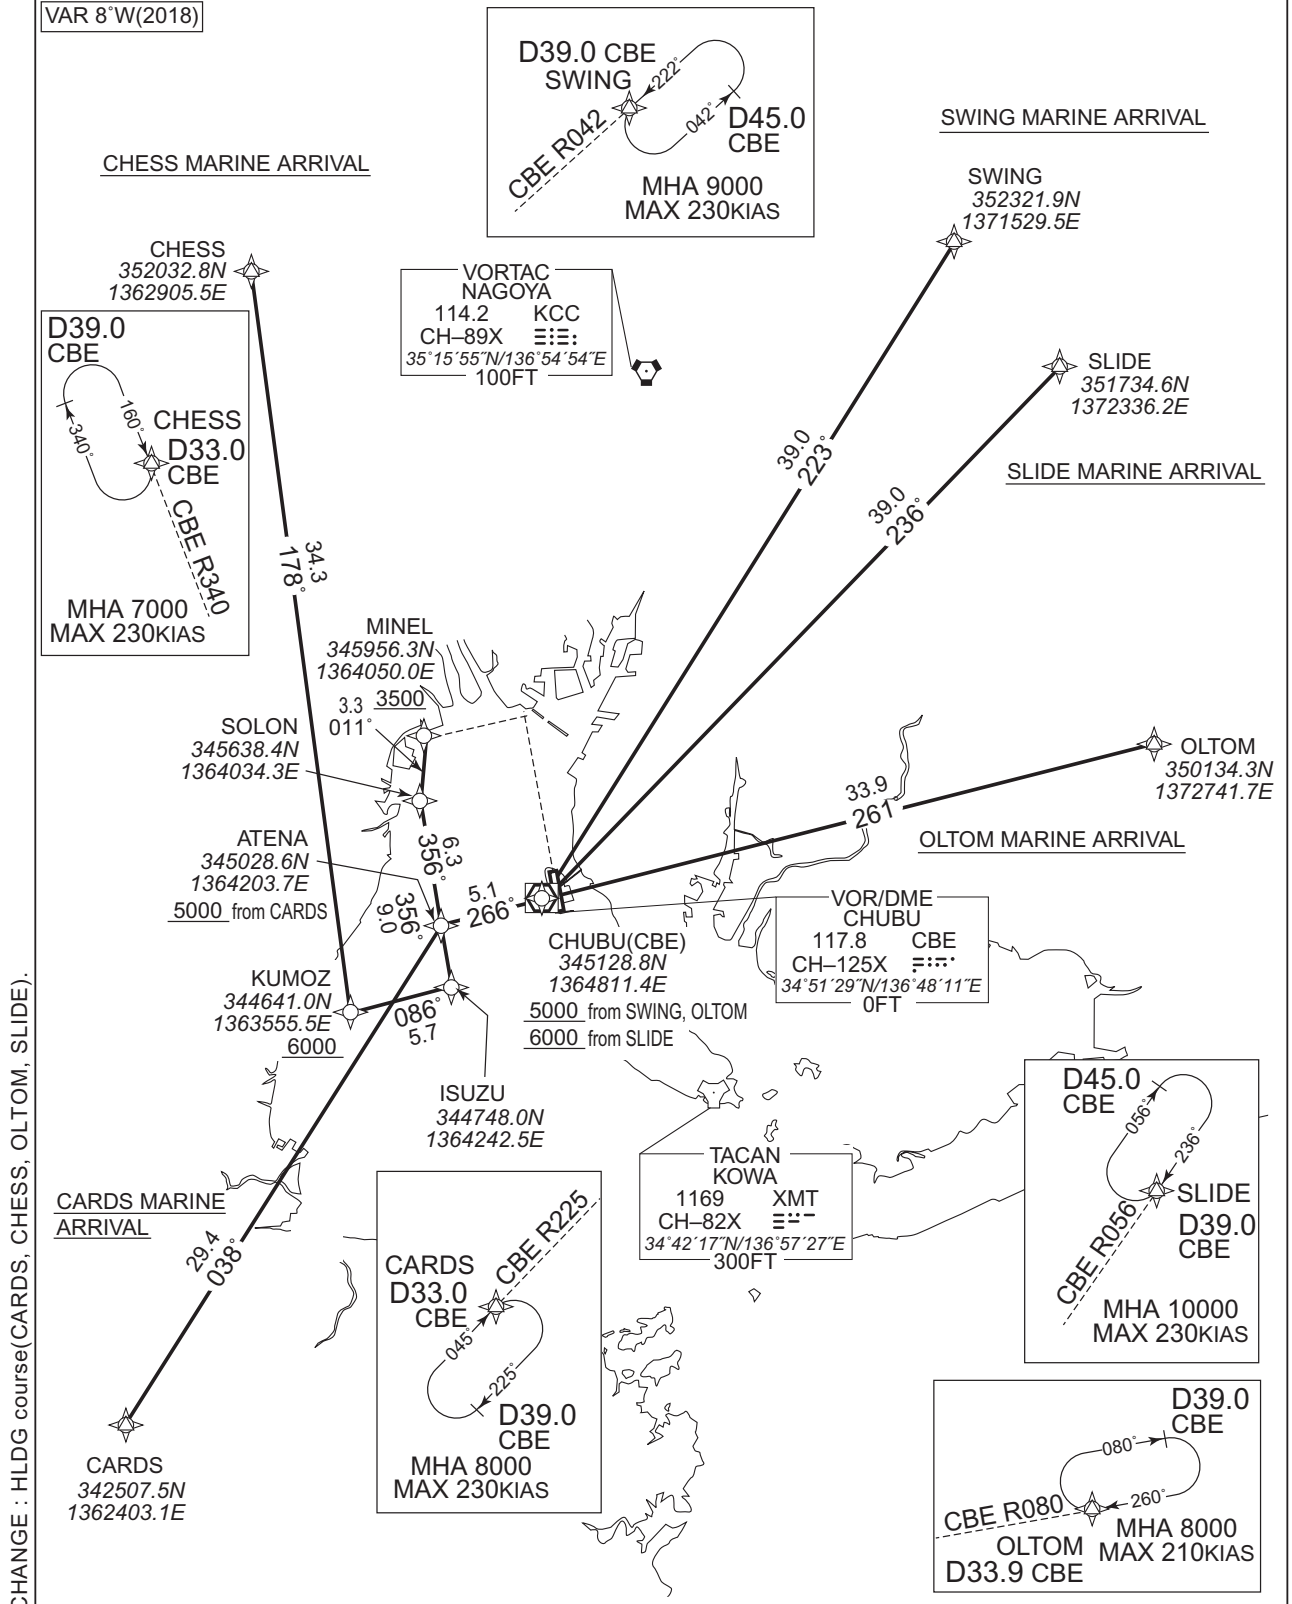 VAR 8°W(2018)
D39.0 CBE
SWING
222°
042°
D45.0
CBE
CBE R042
MHA 9000
MAX 230KIAS
SWING MARINE ARRIVAL
CHESS MARINE ARRIVAL
SWING
352321.9N
1371529.5E
CHESS
352032.8N
1362905.5E
VORTAC
NAGOYA
114.2 KCC
CH–89X
35°15´55˝N/136°54´54˝E
100FT
D39.0
CBE
160°
340°
CHESS
D33.0
CBE
CBE R340
MHA 7000
MAX 230KIAS
SLIDE
351734.6N
1372336.2E
SLIDE MARINE ARRIVAL
39.0
223°
39.0
236°
34.3
178°
MINEL
345956.3N
1364050.0E
3500
3.3
011°
SOLON
345638.4N
1364034.3E
OLTOM
350134.3N
1372741.7E
33.9
261°
OLTOM MARINE ARRIVAL
ATENA
345028.6N
1364203.7E
5000 from CARDS
6.3
356°
356°
9.0
5.1
266°
VOR/DME
CHUBU
117.8 CBE
CH–125X
34°51´29˝N/136°48´11˝E
0FT
CHUBU(CBE)
345128.8N
1364811.4E
5000 from SWING, OLTOM
6000 from SLIDE
KUMOZ
344641.0N
1363555.5E
6000
086°
5.7
ISUZU
344748.0N
1364242.5E
D45.0
CBE
056°
236°
SLIDE
D39.0
CBE
CBE R056
MHA 10000
MAX 230KIAS
TACAN
KOWA
1169 XMT
CH–82X
34°42´17˝N/136°57´27˝E
300FT
CARDS MARINE
ARRIVAL
29.4
038°
CARDS
D33.0
CBE
CBE R225
045°
225°
D39.0
CBE
MHA 8000
MAX 230KIAS
D39.0
CBE
080°
260°
CBE R080
OLTOM
D33.9 CBE
MHA 8000
MAX 210KIAS
CARDS
342507.5N
1362403.1E
CHANGE : HLDG course(CARDS, CHESS, OLTOM, SLIDE).